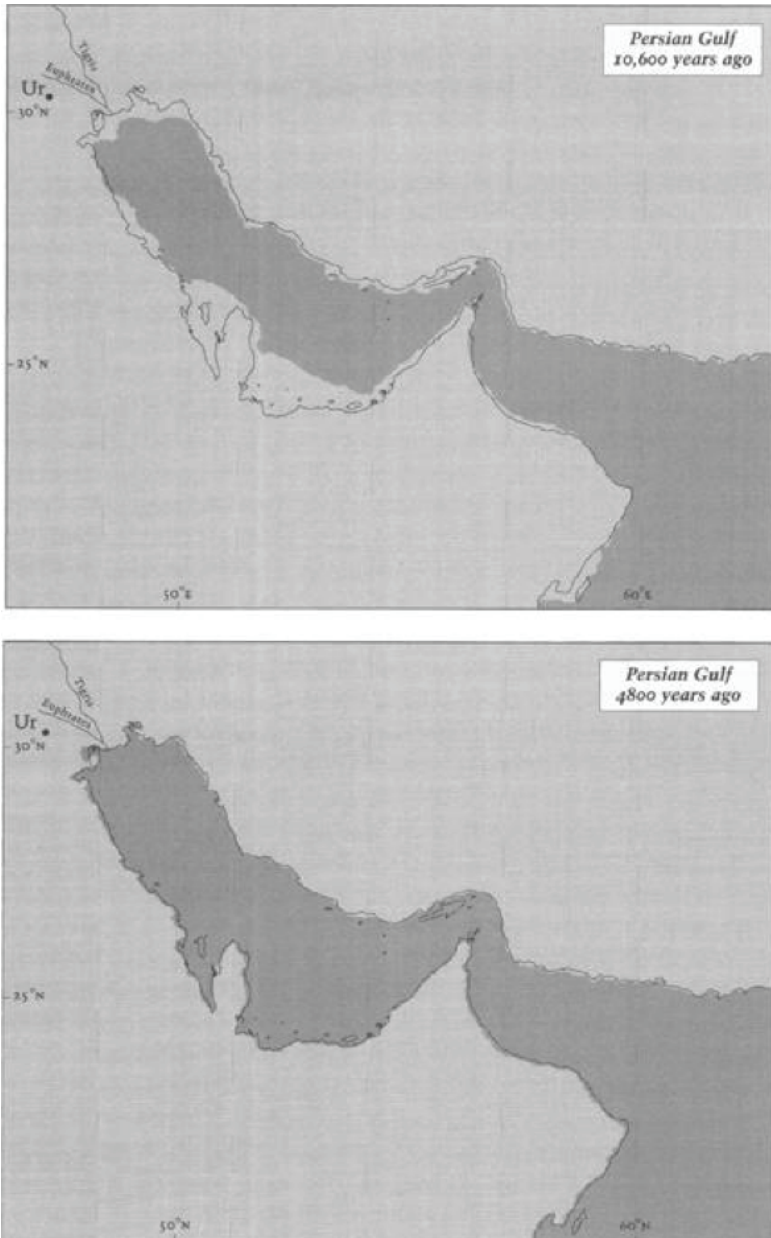 Persian Gulf
10,600 years ago
Tigris
Euphrates
Ur
30°N
25°N
50°E
60°E
Persian Gulf
4800 years ago
Tigris
Euphrates
Ur
30°N
25°N
50°N
60°N